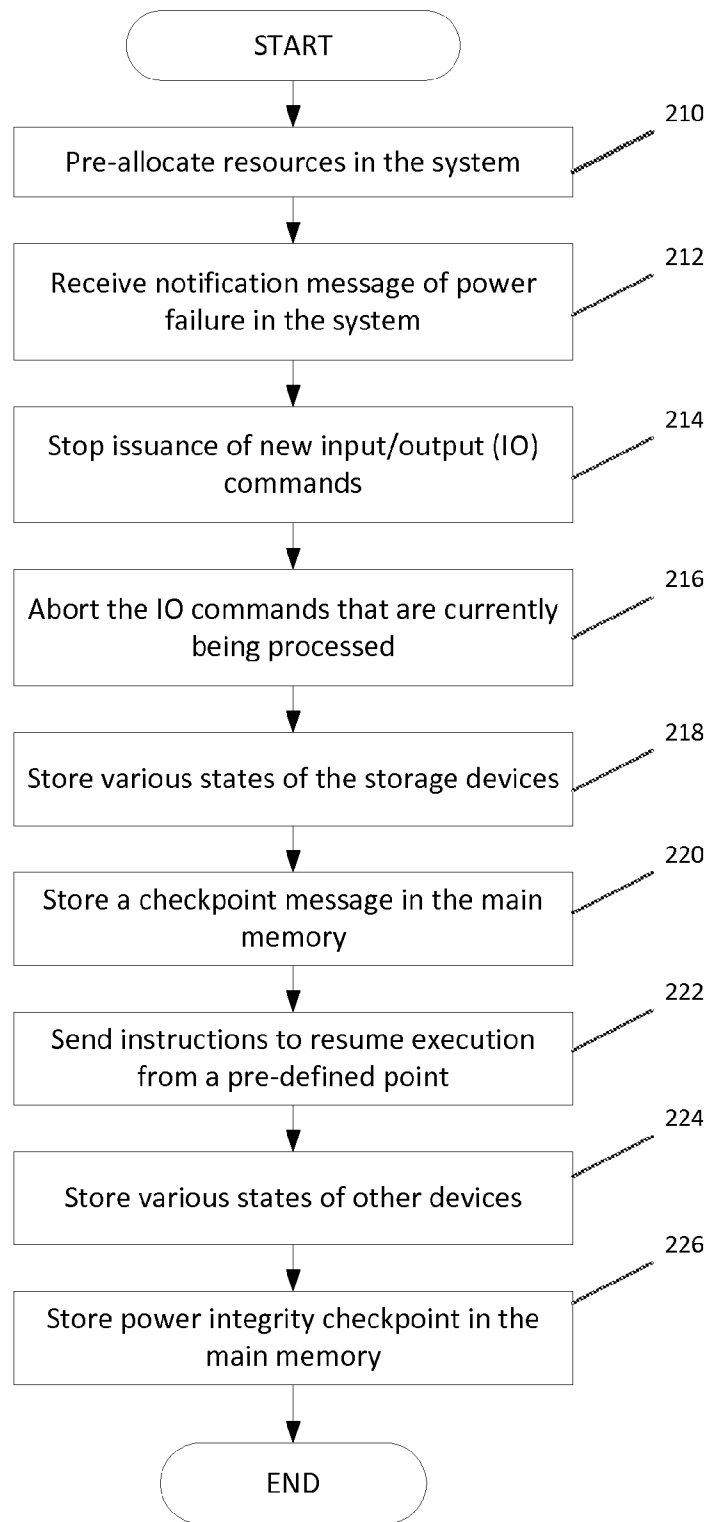 START
210
Pre-allocate resources in the system
212
Receive notification message of power
failure in the system
214
Stop issuance of new input/output (IO)
commands
216
Abort the IO commands that are currently
being processed
218
Store various states of the storage devices
220
Store a checkpoint message in the main
memory
222
Send instructions to resume execution
from a pre-defined point
224
Store various states of other devices
226
Store power integrity checkpoint in the
main memory
END